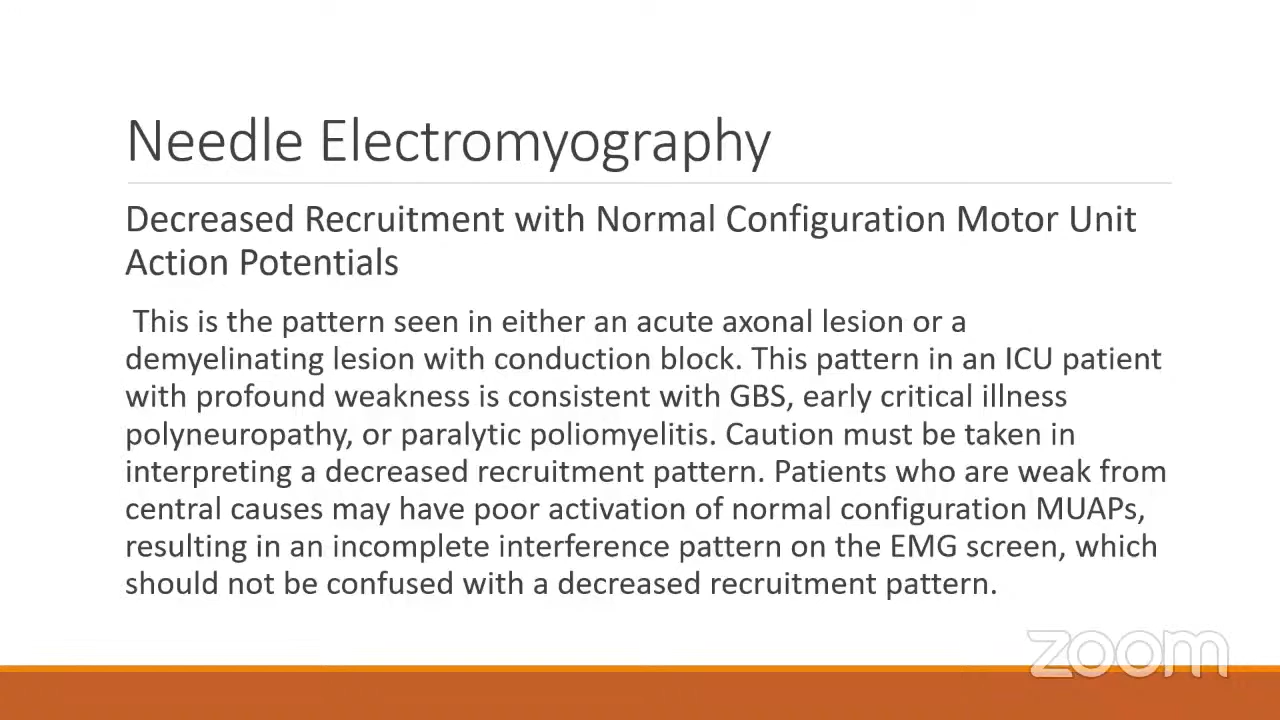 Needle Electromyography
Decreased Recruitment with Normal Configuration Motor Unit
Action Potentials
This is the pattern seen in either an acute axonal lesion or a
demyelinating lesion with conduction block. This pattern in an ICU patient
with profound weakness is consistent with GBS, early critical illness
polyneuropathy, or paralytic poliomyelitis. Caution must be taken in
interpreting a decreased recruitment pattern. Patients who are weak from
central causes may have poor activation of normal configuration MUAPs,
resulting in an incomplete interference pattern on the EMG screen, which
should not be confused with a decreased recruitment pattern.
zoom